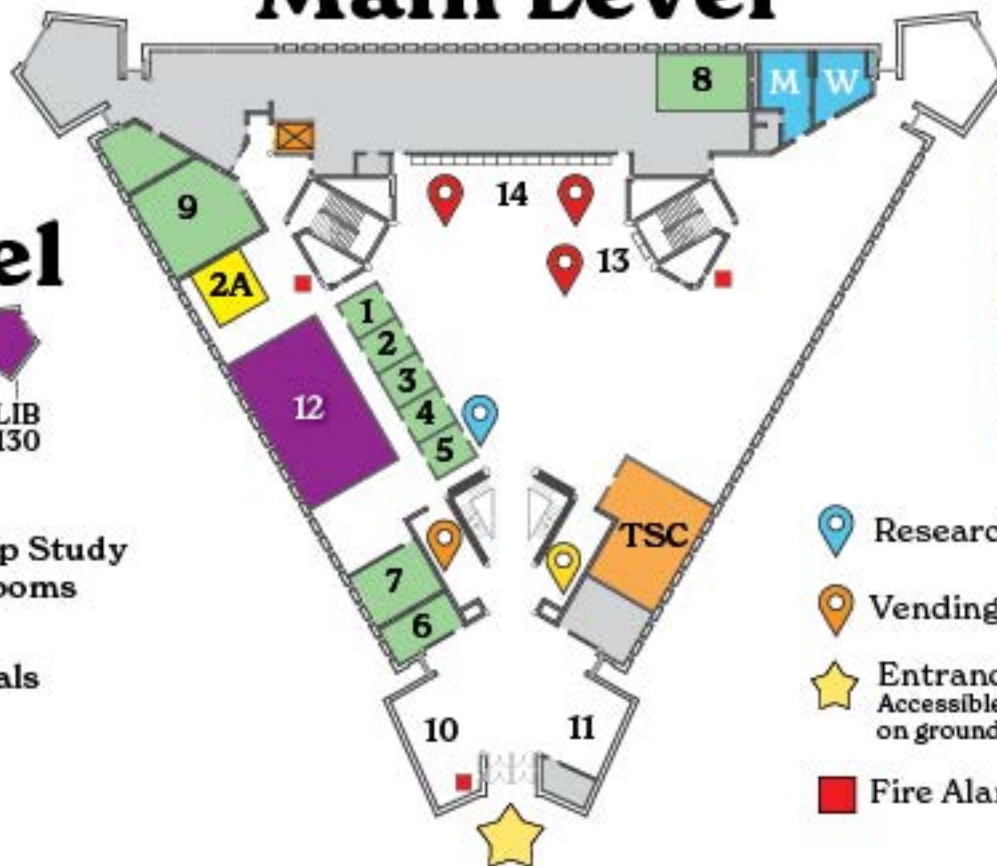 Main Level
8
M W
9
14
13
2A
el
1
2
3
4
5
12
LIB
130
TSC
7
6
p Study
ooms
als
10
11
Researc
Vending
Entranc
Accessible
on ground
Fire Alar